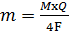 m = MxQ / 4F